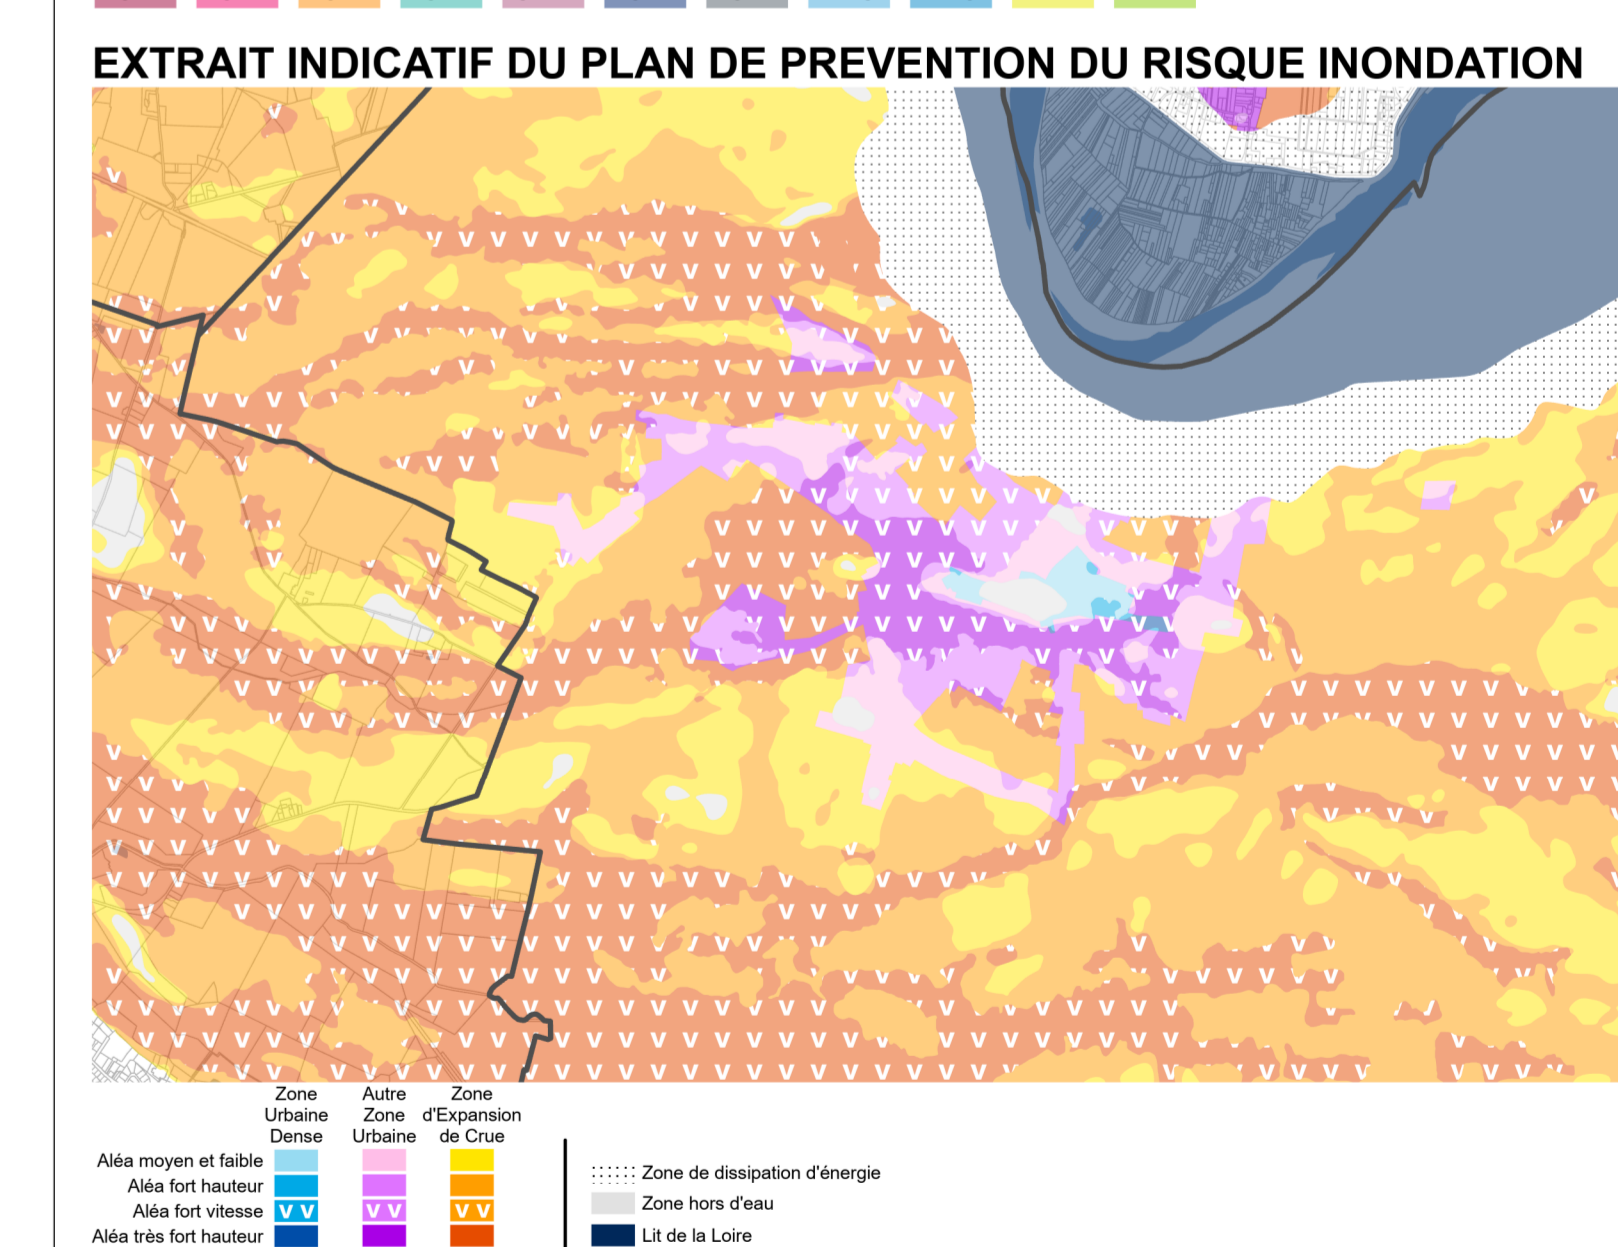 EXTRAIT INDICATIF DU PLAN DE PREVENTION DU RISQUE INONDATION
Zone
Urbaine
Dense
Autre
Zone
Urbaine
Zone
d'Expansion
de Crue
Aléa moyen et faible
Aléa fort hauteur
Aléa fort vitesse
V V
V V
V V
Aléa très fort hauteur
Zone de dissipation d'énergie
Zone hors d'eau
Lit de la Loire